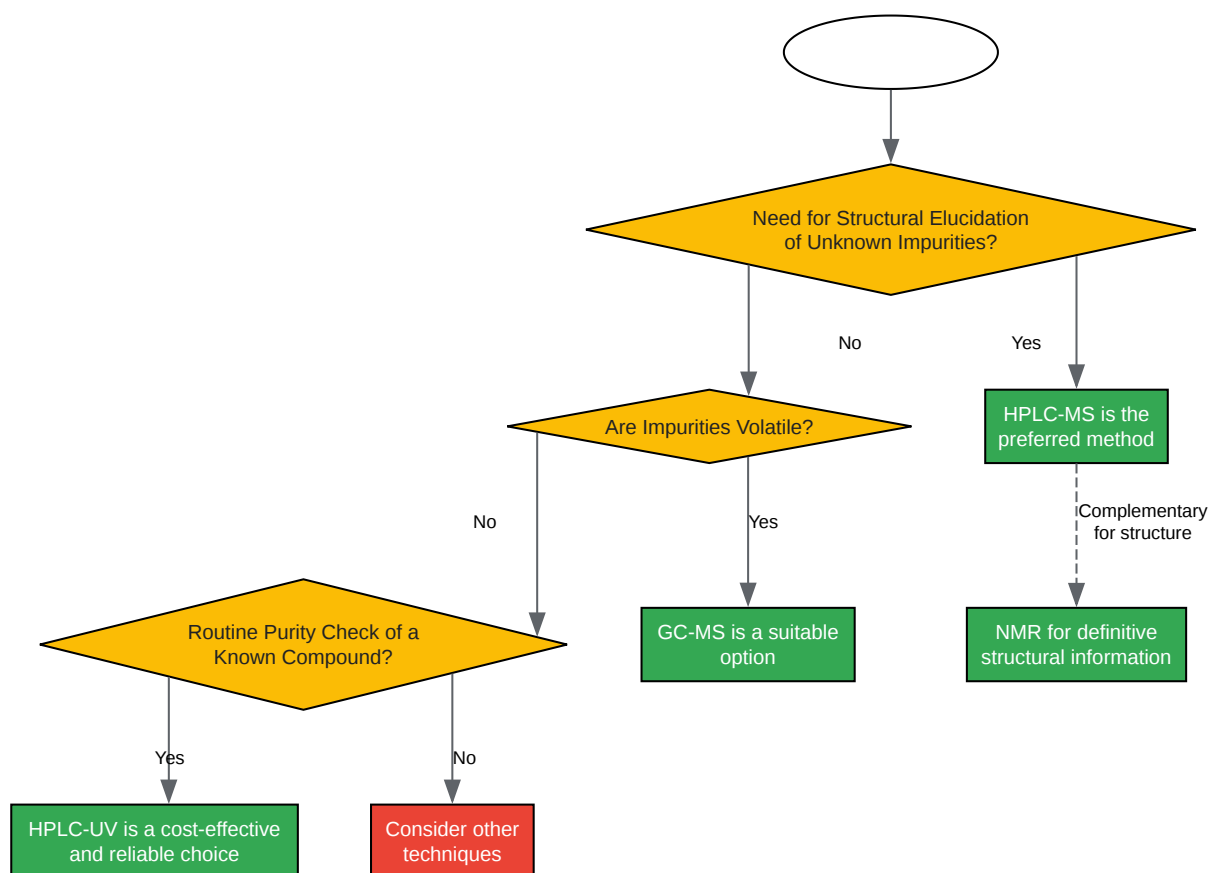 Need for Structural Elucidation
of Unknown Impurities?
No
Yes
Are Impurities Volatile?
HPLC-MS is the
preferred method
No
Yes
Complementary
for structure
Routine Purity Check of a
Known Compound?
GC-MS is a suitable
option
NMR for definitive
structural information
Yes
No
HPLC-UV is a cost-effective
and reliable choice
Consider other
techniques